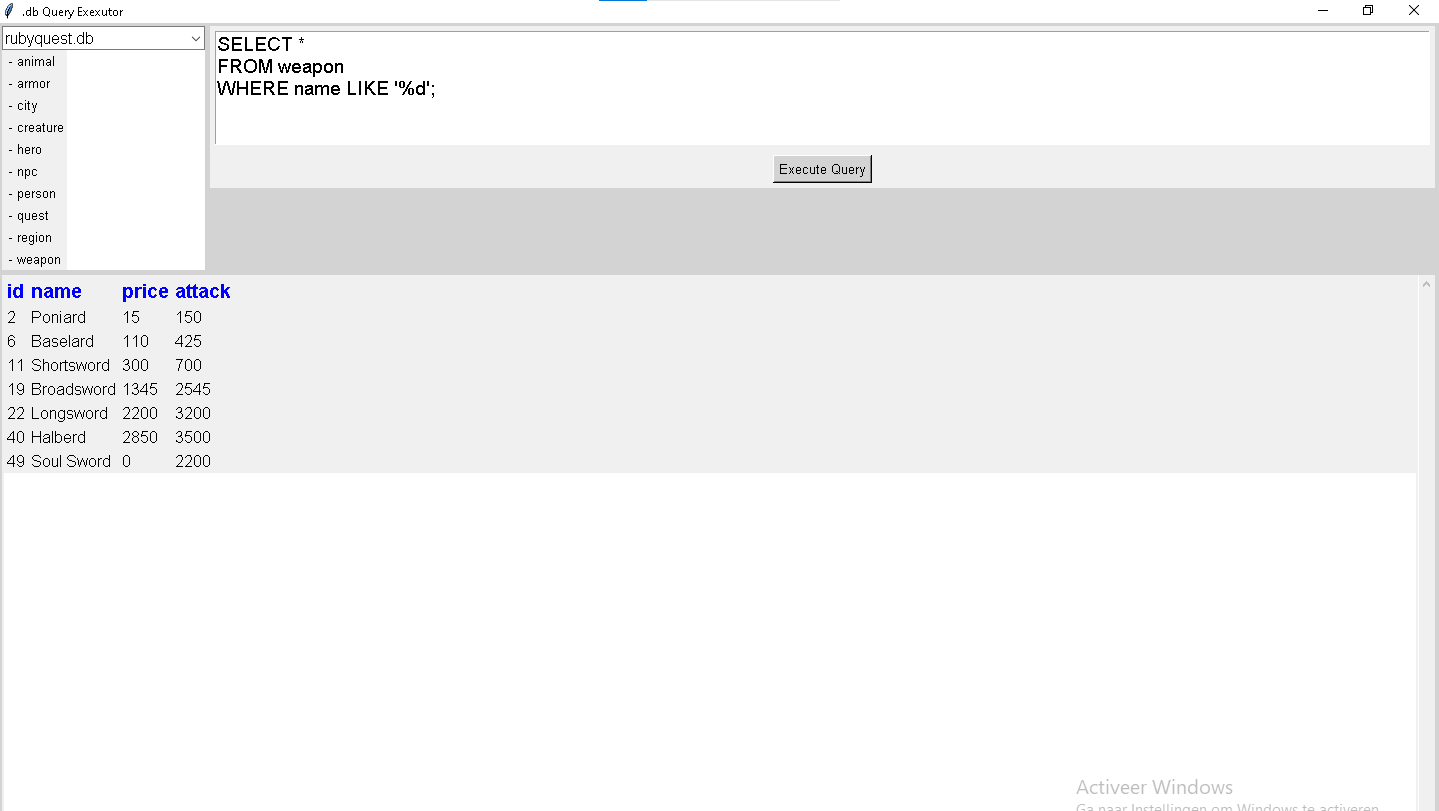 .db Query Exexutor
rubyquest.db
- animal
- armor
- city
- creature
- hero
- npc
- person
- quest
- region
- weapon
SELECT *
FROM weapon
WHERE name LIKE '%d';
Execute Query
id name price attack
2 Poniard 15 150
6 Baselard 110 425
11 Shortsword 300 700
19 Broadsword 1345 2545
22 Longsword 2200 3200
40 Halberd 2850 3500
49 Soul Sword 0 2200
Activeer Windows
Ga naar Instellingen om Windows te activeren